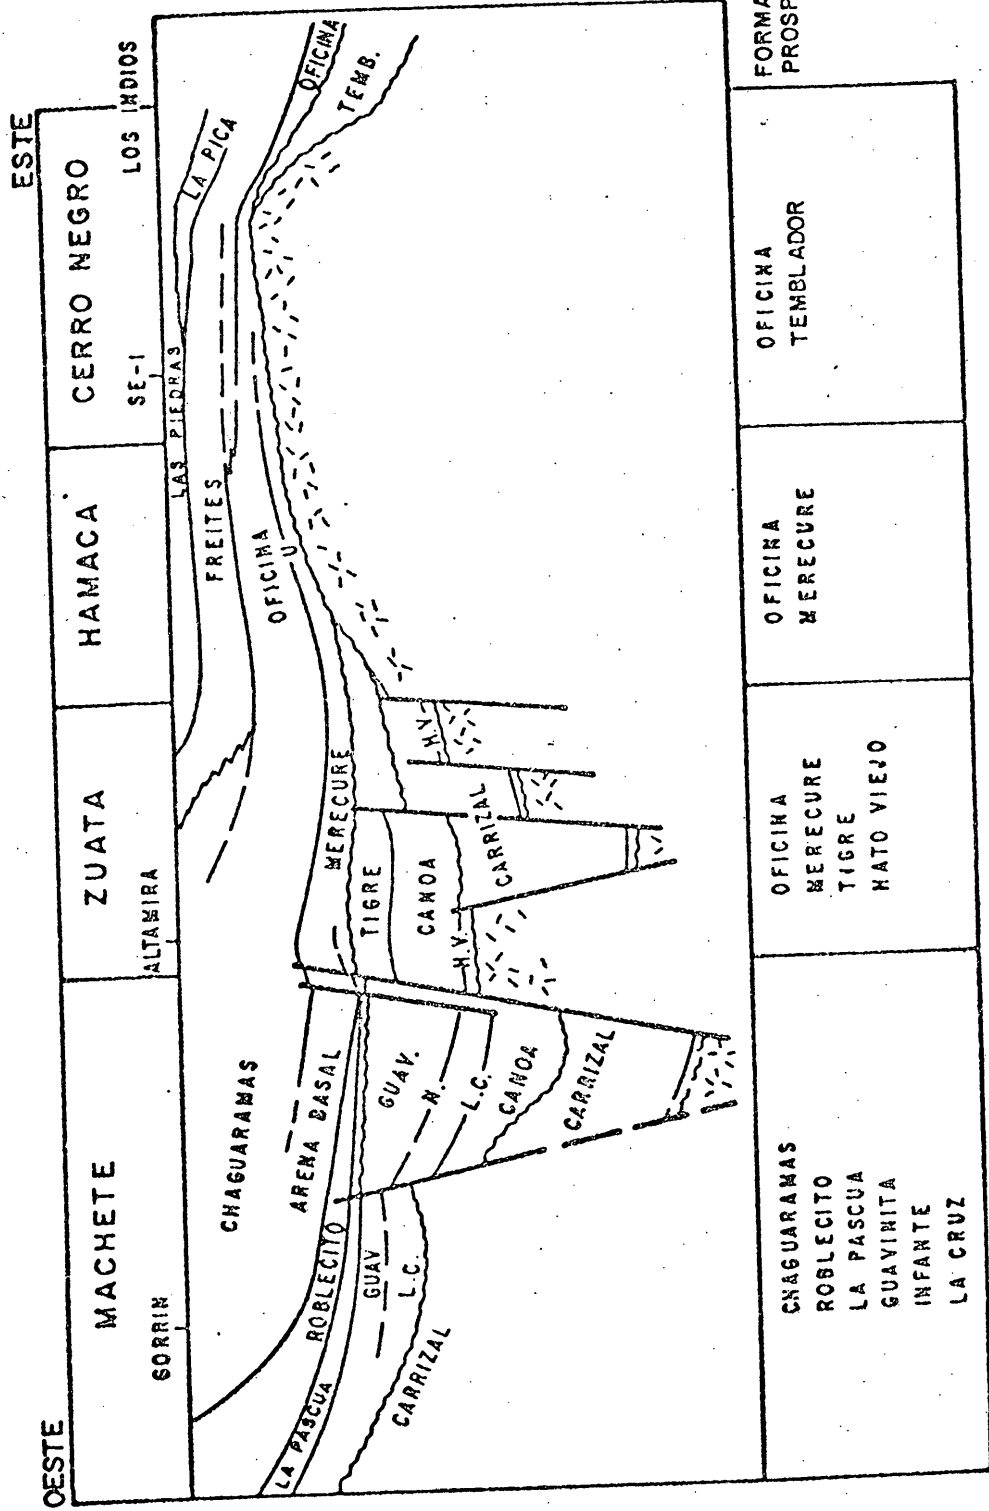 OESTE
ESTE
MACHETE
ZUATA
HAMACA
CERRO NEGRO
GORRIN
ALTAMIRA
SE-1
LOS INDIOS
CHAGUARAMAS
ARENA BASAL
ROBLECITO
LA PASCUA
GUAV
L.C.
CARRIZAL
GUAV.
N.
L.C.
CANOA
CARRIZAL
MERECURE
TIGRE
CANOA
H.V.
CARRIZAL
H.V.
LAS PIEDRAS
FREITES
OFICINA
U
LA PICA
OFICINA
TEMB.
CHAGUARAMAS
ROBLECITO
LA PASCUA
GUAVINITA
INFANTE
LA CRUZ
OFICINA
MERECURE
TIGRE
HATO VIEJO
OFICINA
MERECURE
OFICINA
TEMBLADOR
FORMA
PROSP